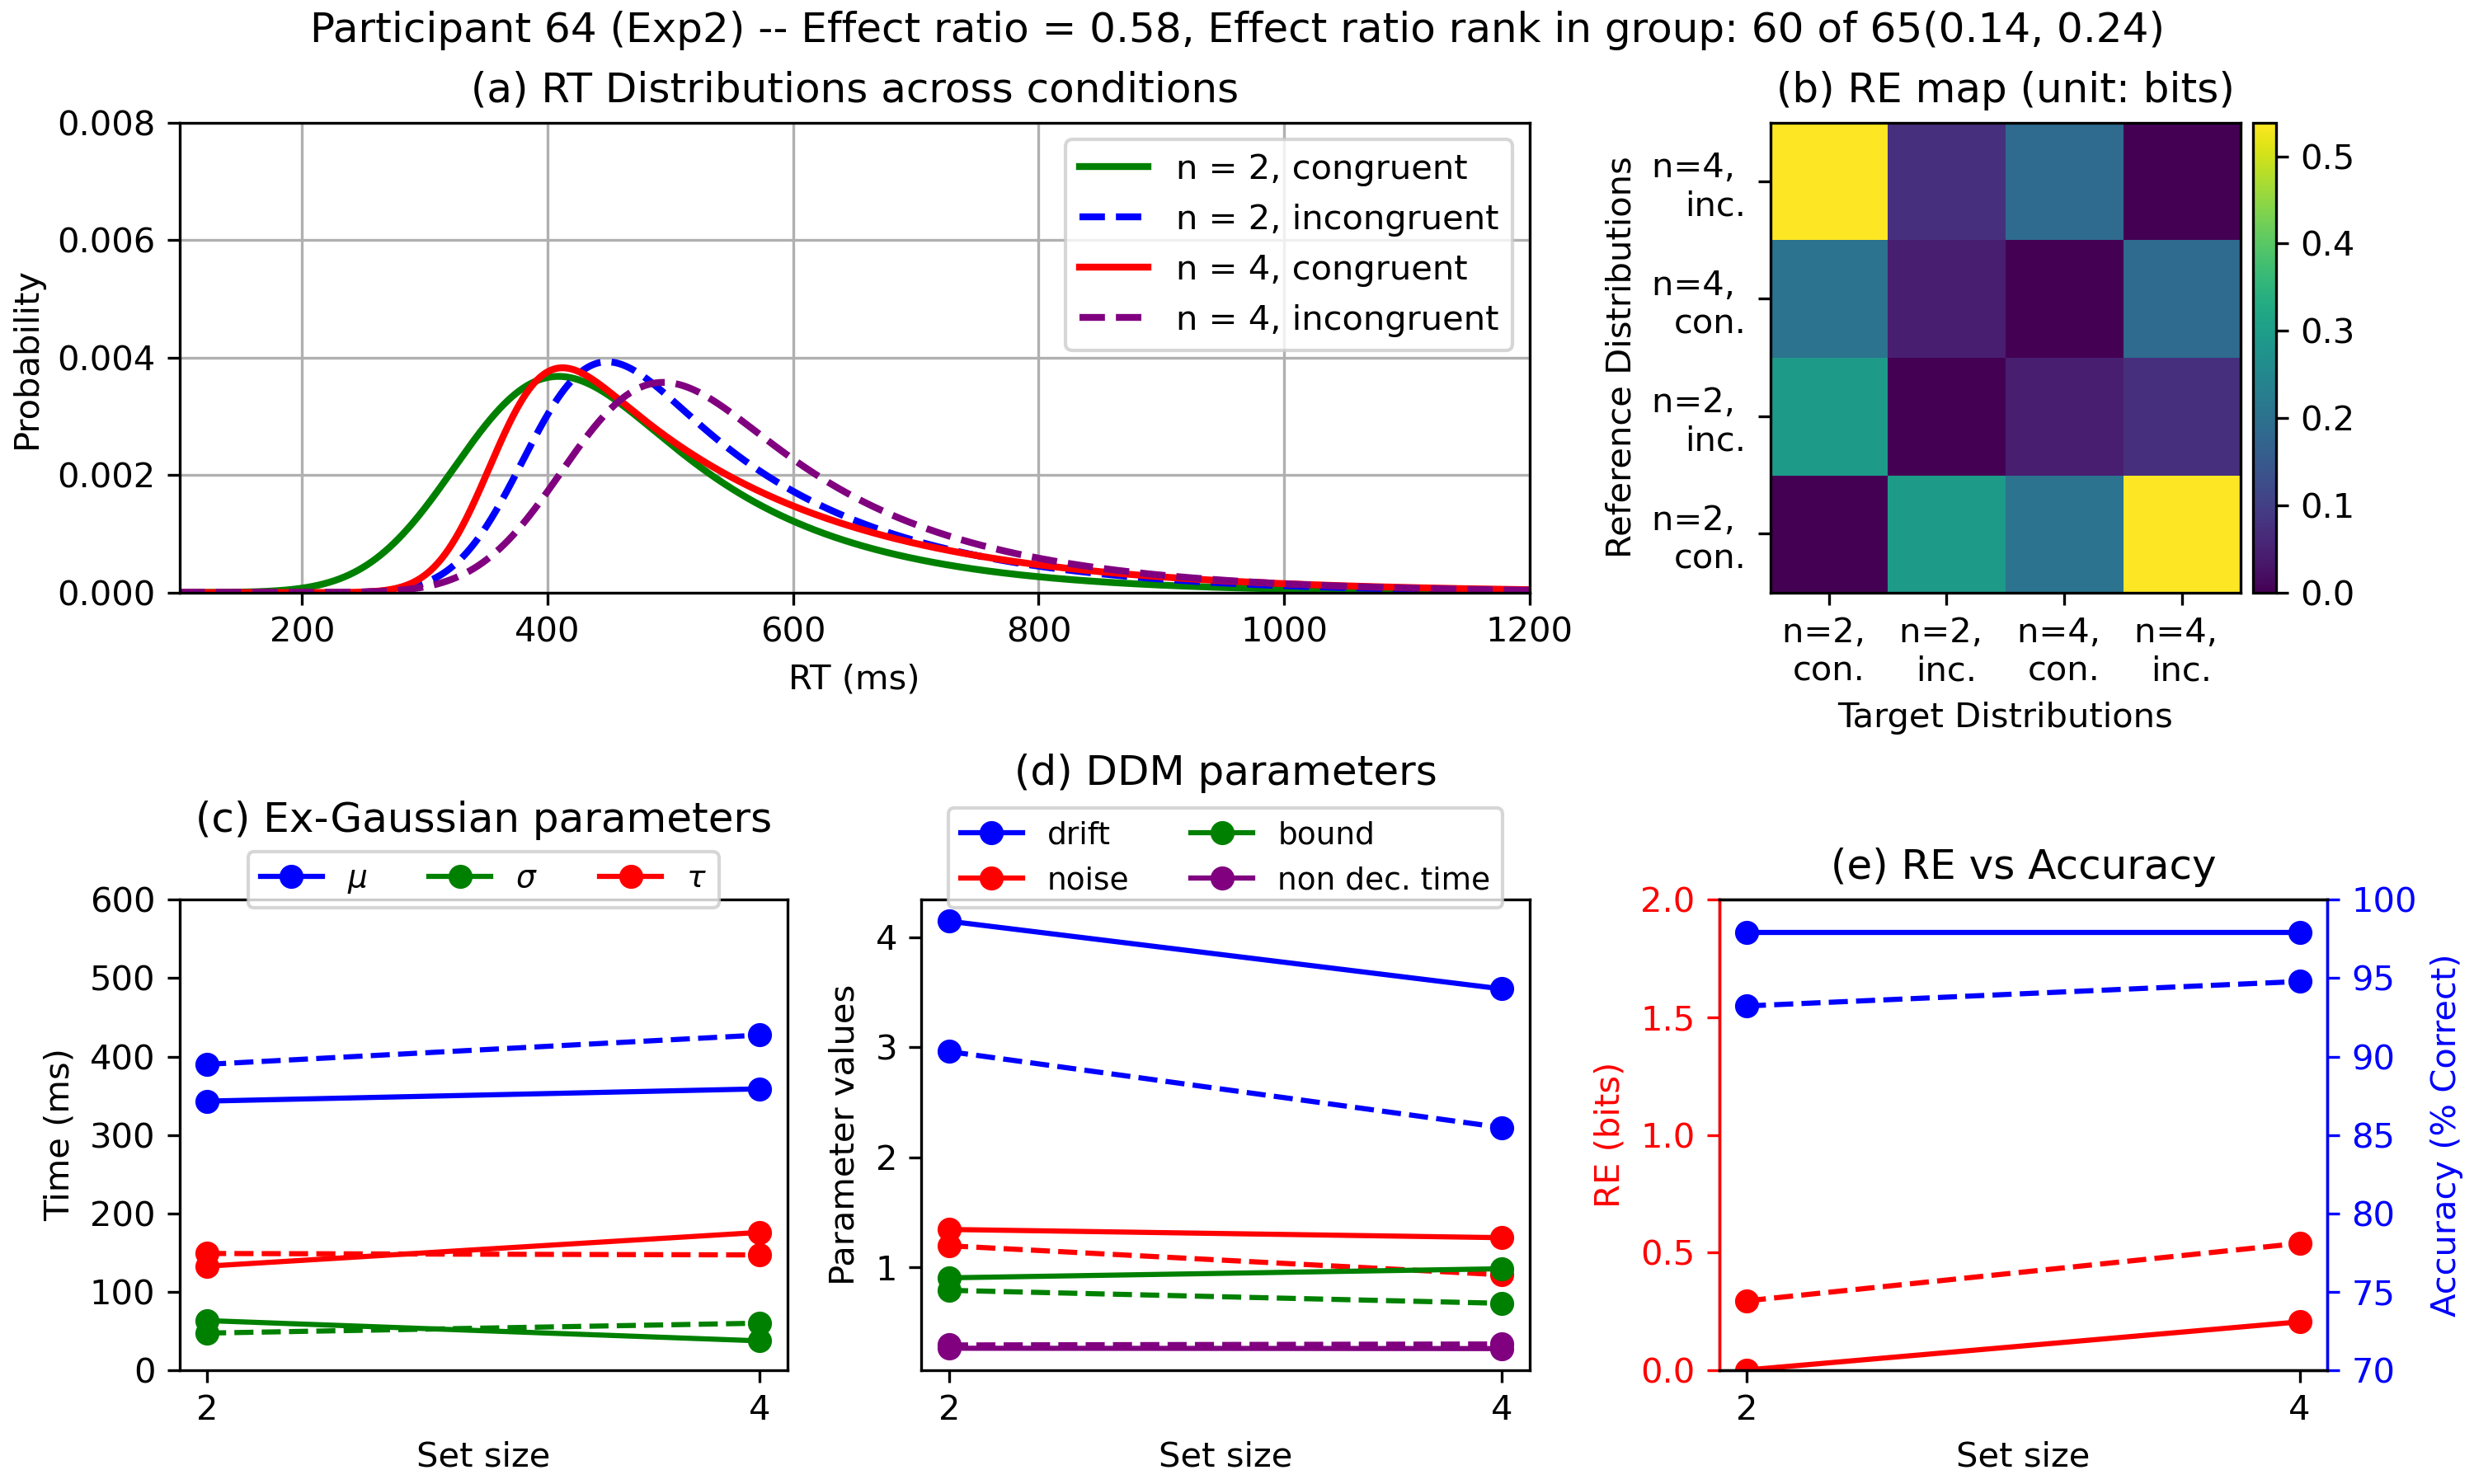 Participant 64 (Exp2) -- Effect ratio = 0.58, Effect ratio rank in group: 60 of 65(0.14, 0.24)
(a) RT Distributions across conditions
0.008
0.006
0.004
0.002
0.000
Probability
n = 2, congruent
n = 2, incongruent
n = 4, congruent
n = 4, incongruent
200
400
600
800
1000
1200
RT (ms)
(b) RE map (unit: bits)
Reference Distributions
n=4,
inc.
n=4,
con.
n=2,
inc.
n=2,
con.
0.5
0.4
0.3
0.2
0.1
0.0
n=2,
con.
n=2,
inc.
n=4,
con.
n=4,
inc.
Target Distributions
(c) Ex-Gaussian parameters
μ
σ
τ
600
500
400
300
200
100
0
Time (ms)
2
4
Set size
(d) DDM parameters
drift
noise
bound
non dec. time
4
3
2
1
Parameter values
2
4
Set size
(e) RE vs Accuracy
2.0
1.5
1.0
0.5
0.0
RE (bits)
100
95
90
85
80
75
70
Accuracy (% Correct)
2
4
Set size